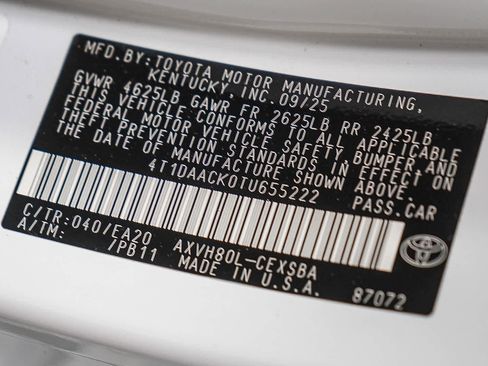 MFD. BY: TOYOTA MOTOR MANUFACTURING,
KENTUCKY, INC. 09/25
GVWR 4625LB GAWR FR 2625LB RR 2425LB
THIS VEHICLE CONFORMS TO ALL APPLICABLE
FEDERAL MOTOR VEHICLE SAFETY, BUMPER AND
THEFT PREVENTION STANDARDS IN EFFECT ON
THE DATE OF MANUFACTURE SHOWN ABOVE.
4T1DAACK0TU655222 PASS. CAR
C/TR: 040/EA20 AXVH80L-CEXSBA
A/TM: /PB11 MADE IN U.S.A. 87072